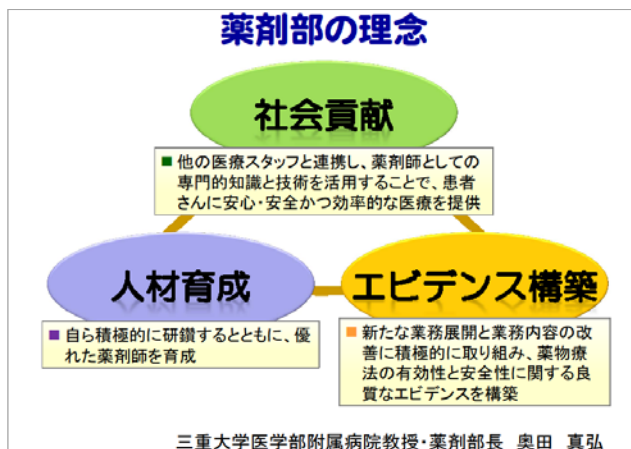 薬剤部の理念
社会貢献
■ 他の医療スタッフと連携し、薬剤師としての
専門的知識と技術を活用することで、患者
さんに安心・安全かつ効率的な医療を提供
人材育成
■ 自ら積極的に研鑽するとともに、優
れた薬剤師を育成
エビデンス構築
■ 新たな業務展開と業務内容の改
善に積極的に取り組み、薬物療
法の有効性と安全性に関する良
質なエビデンスを構築
三重大学医学部附属病院教授・薬剤部長 奥田 真弘